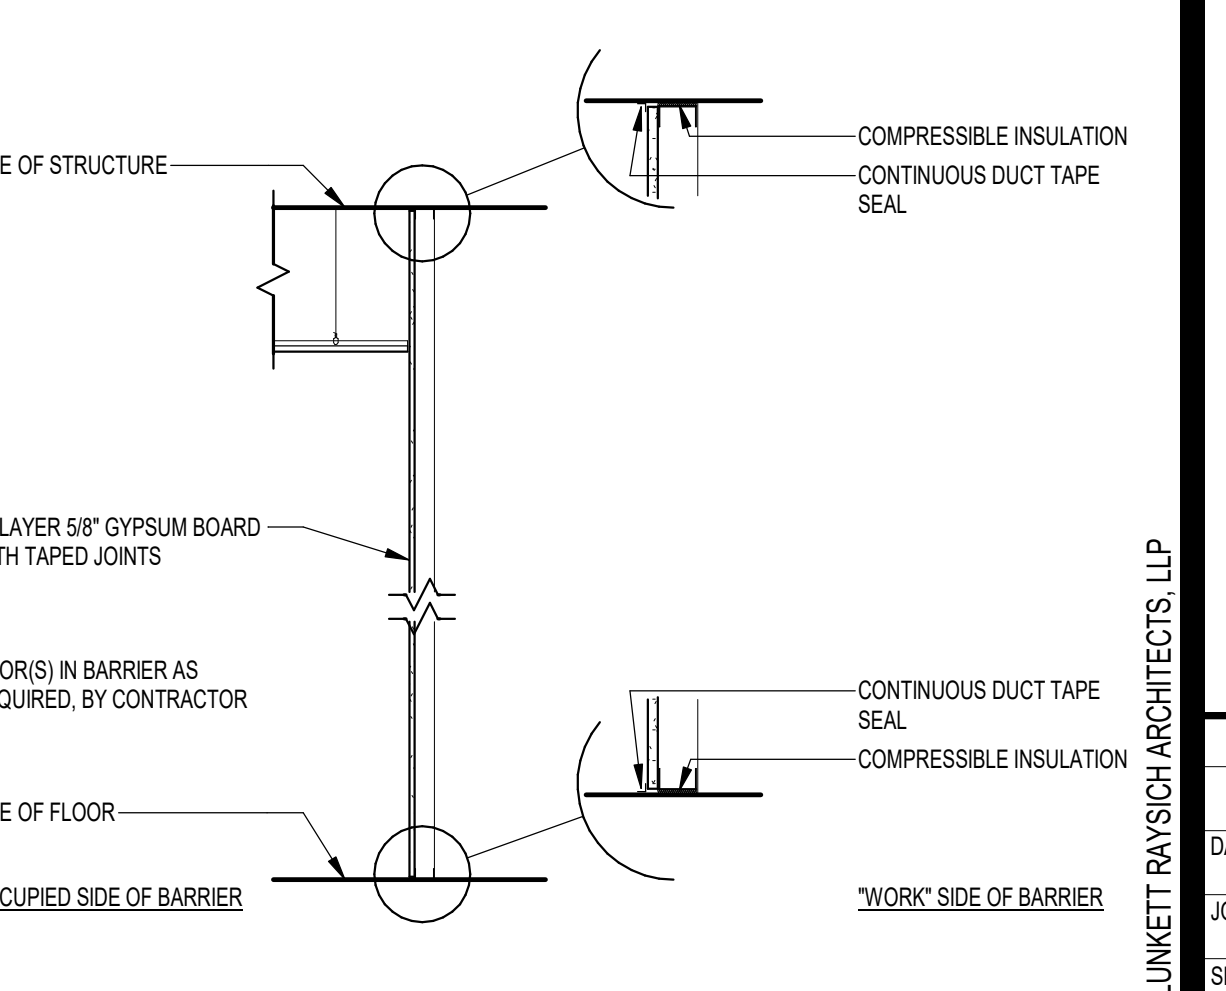 COMPRESSIBLE INSULATION
E OF STRUCTURE
CONTINUOUS DUCT TAPE
SEAL
LAYER 5/8" GYPSUM BOARD
TH TAPED JOINTS
OR(S) IN BARRIER AS
QUIRED, BY CONTRACTOR
CONTINUOUS DUCT TAPE
SEAL
COMPRESSIBLE INSULATION
E OF FLOOR
CUPIED SIDE OF BARRIER
"WORK" SIDE OF BARRIER
LUNKETT RAYSICH ARCHITECTS, LLP